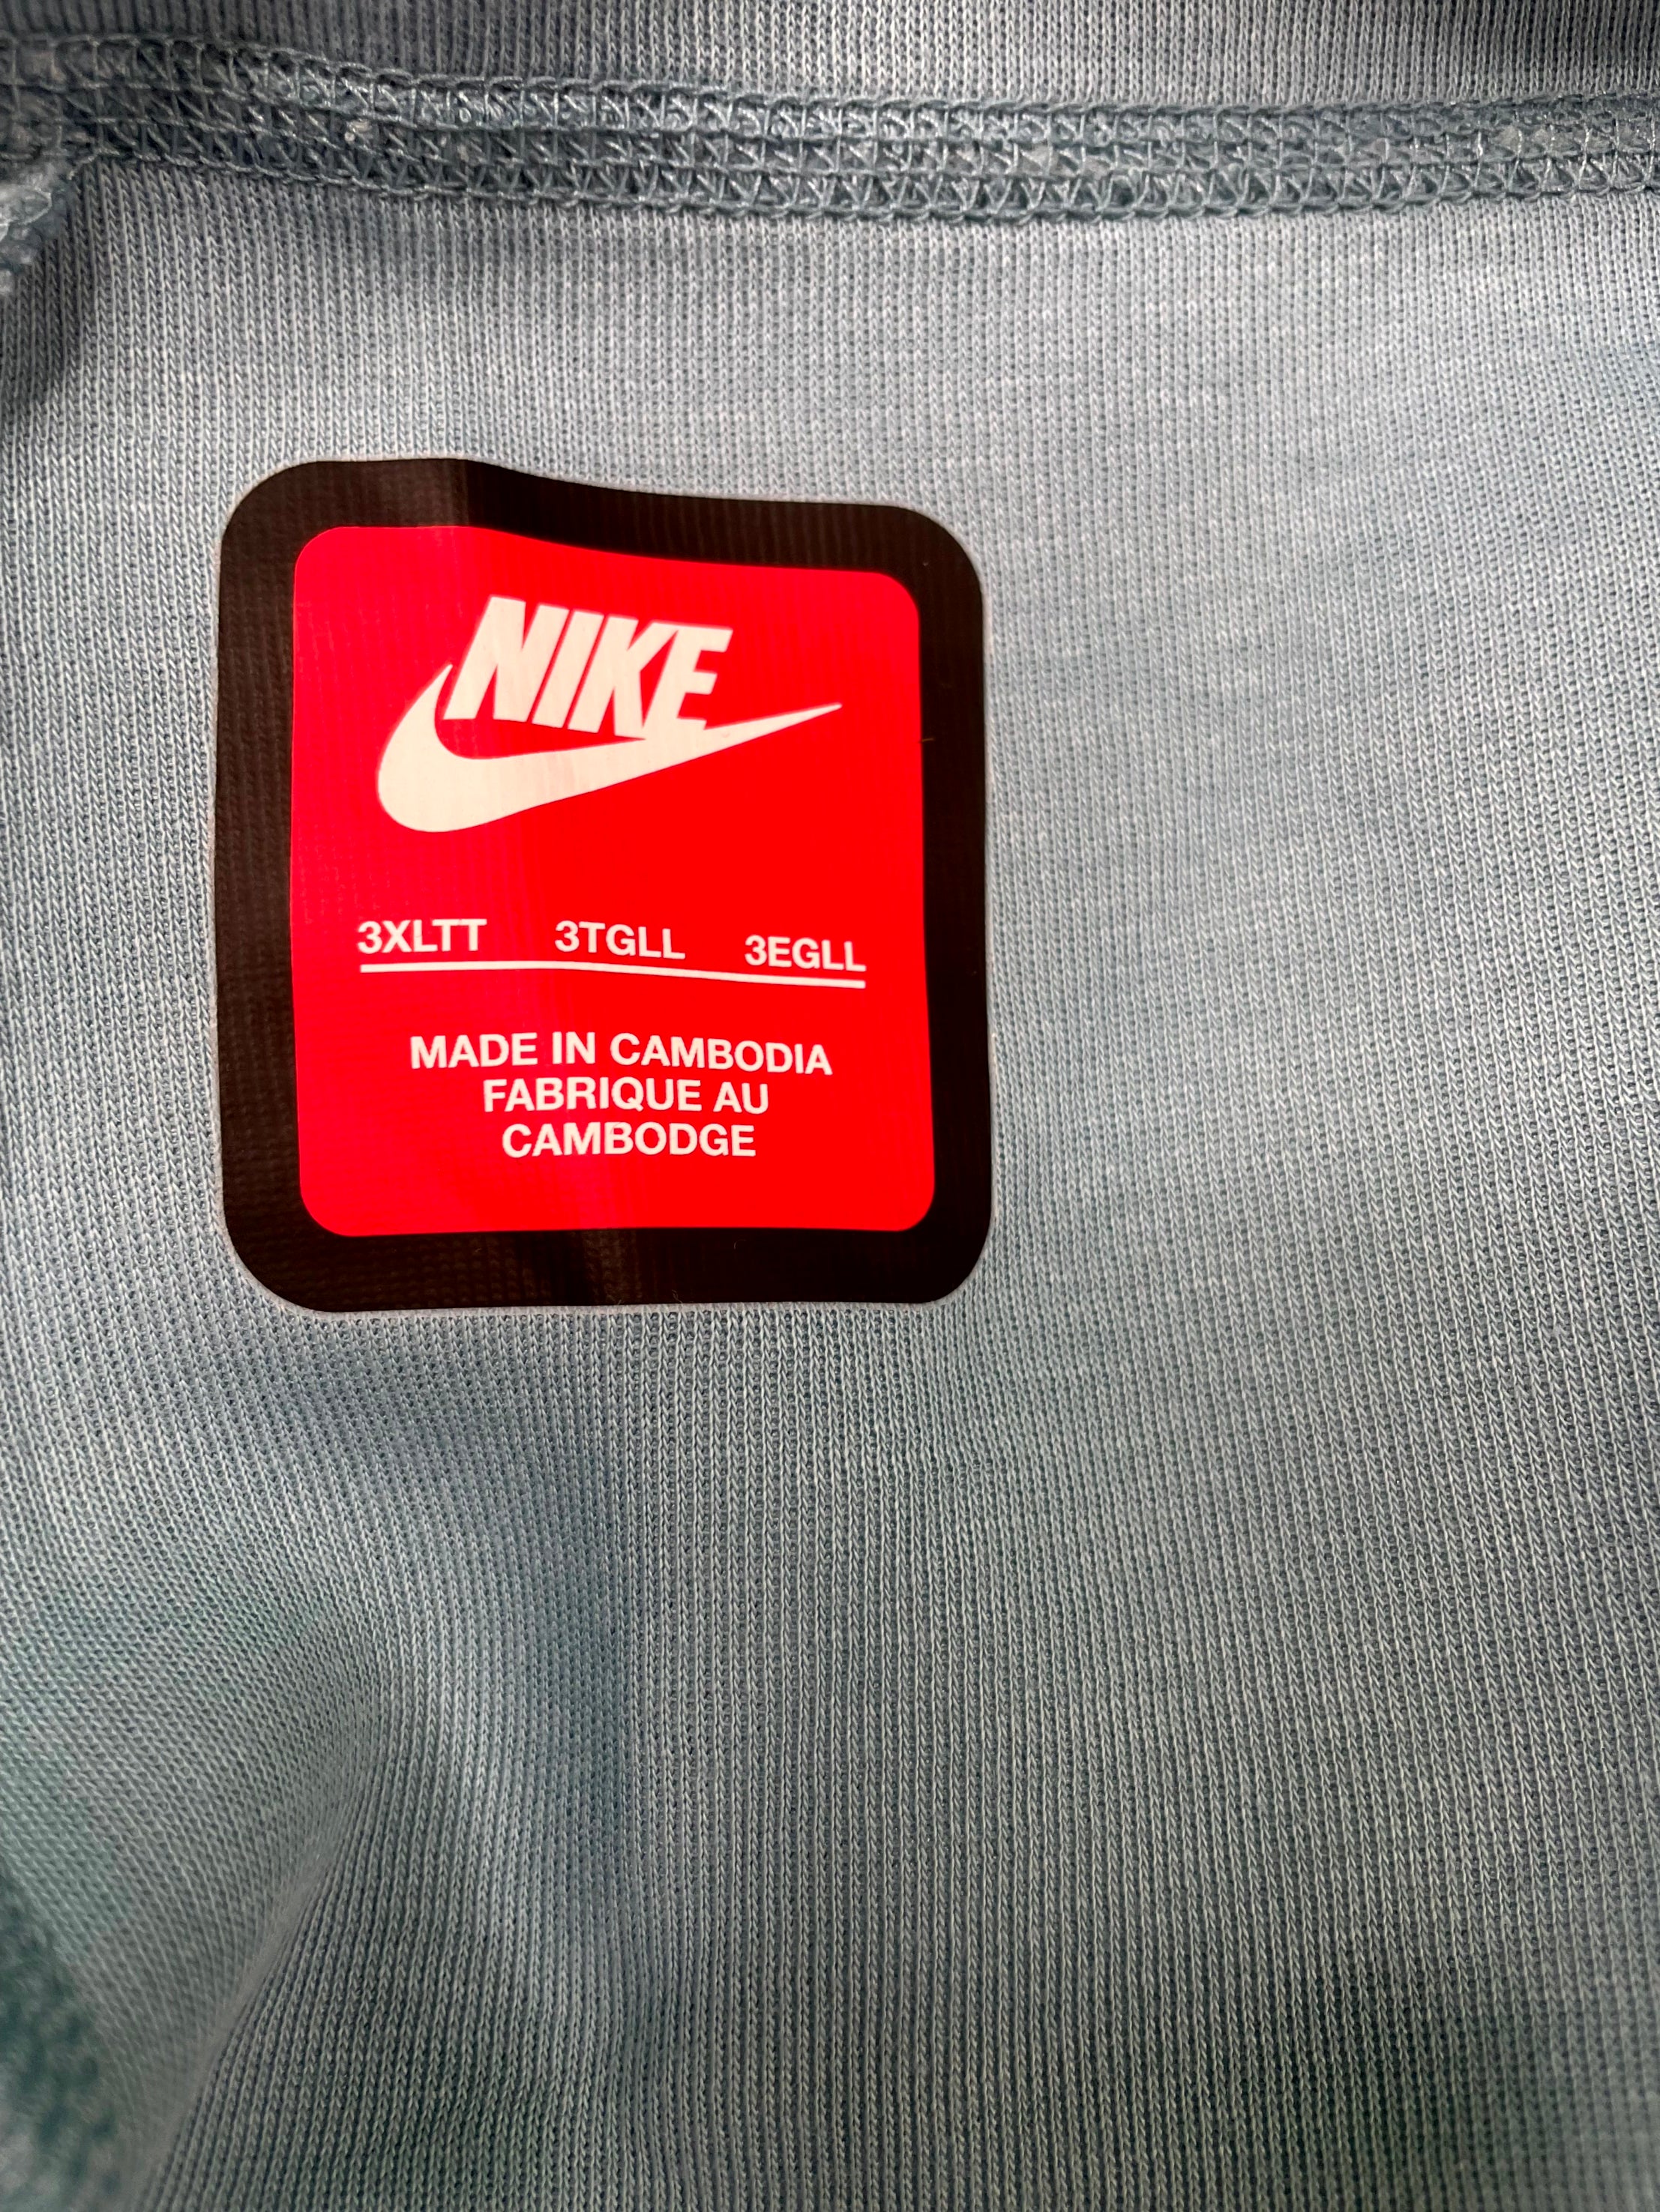 NIKE
3XLTT 3TGLL 3EGLL
MADE IN CAMBODIA
FABRIQUE AU
CAMBODGE